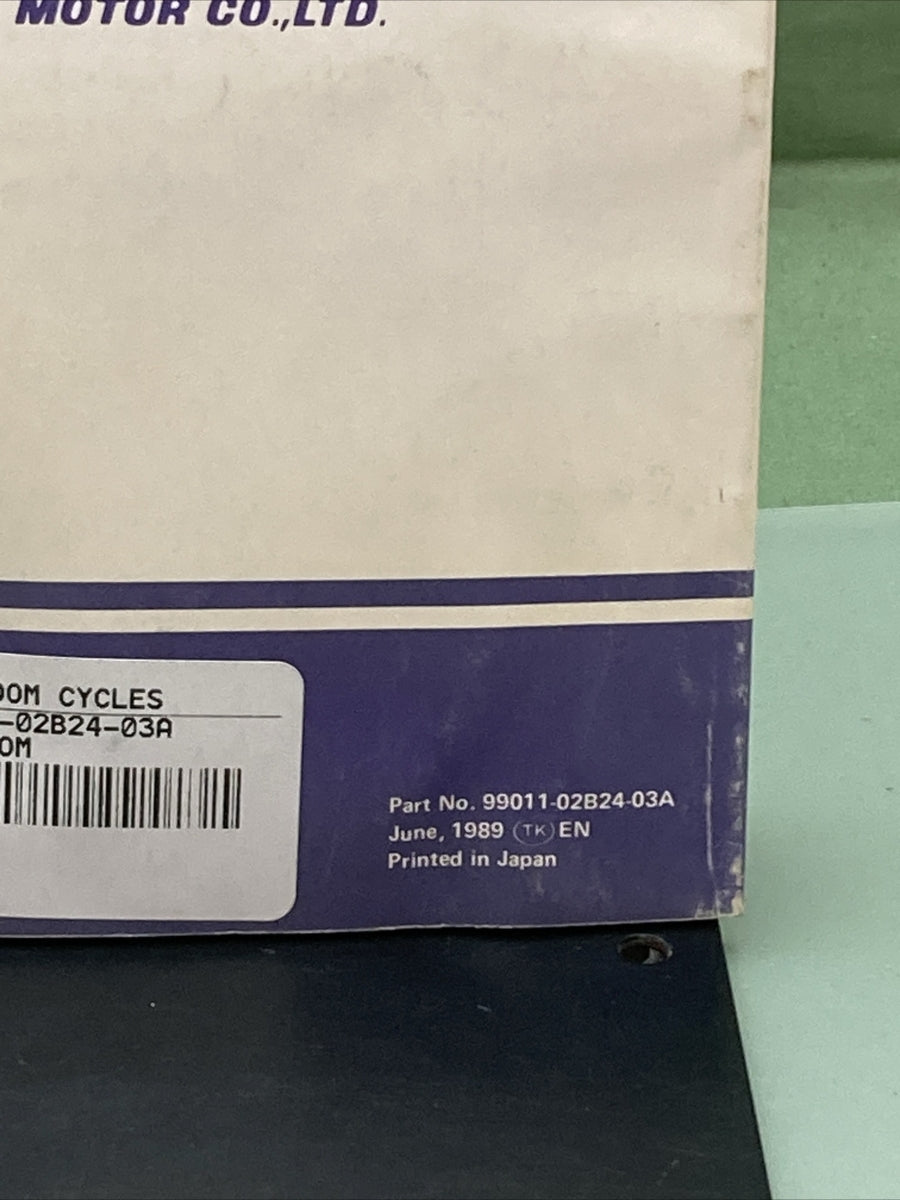 MOTOR CO.,LTD.
OOM CYCLES
-02B24-03A
OM
Part No. 99011-02B24-03A
June, 1989 TK EN
Printed in Japan